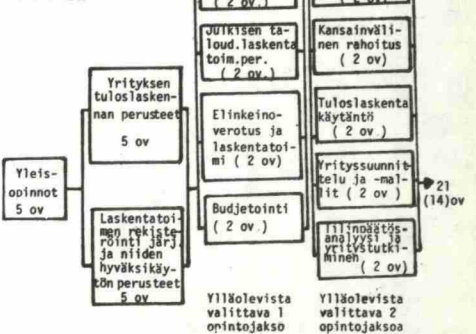 ( 2 ov.)
Julkisen ta-
loud.laskenta
toim.per.
( 2 ov.)
Kansainväli-
nen rahoitus
( 2 ov)
Yrityksen
tuloslasken-
nan perusteet
5 ov
Elinkeino-
verotus ja
laskentatoi-
mi ( 2 ov)
Tuloslaskenta
käytäntö
( 2 ov )
Yleis-
opinnot
5 ov
Yrityssuunnit-
telu ja -mal-
lit ( 2 ov )
21
(14)ov
Laskentatoi-
men rekiste-
röinti järj.
ja niiden
hyväksikäy-
tön perusteet
5 ov
Budjetointi
( 2 ov.)
Tilinpäätös-
analyysi ja
yritystutki-
minen
( 2 ov)
Ylläolevista
valittava 1
opintojakso
Ylläolevista
valittava 2
opintojaksoa